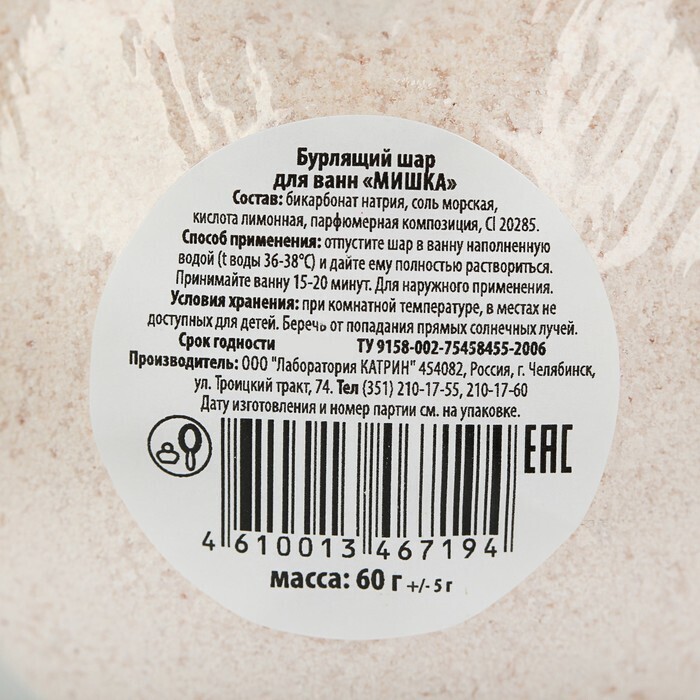 Бурлящий шар
для ванн «МИШКА»
Состав: бикарбонат натрия, соль морская,
кислота лимонная, парфюмерная композиция, Cl 20285.
Способ применения: отпустите шар в ванну наполненную
водой (t воды 36-38°C) и дайте ему полностью раствориться.
Принимайте ванну 15-20 минут. Для наружного применения.
Условия хранения: при комнатной температуре, в местах не
доступных для детей. Беречь от попадания прямых солнечных лучей.
Срок годности ТУ 9158-002-75458455-2006
Производитель: ООО "Лаборатория КАТРИН" 454082, Россия, г. Челябинск,
ул. Троицкий тракт, 74. Тел (351) 210-17-55, 210-17-60
Дату изготовления и номер партии см. на упаковке.
EAC
4 610013 467194
масса: 60 г +/- 5 г